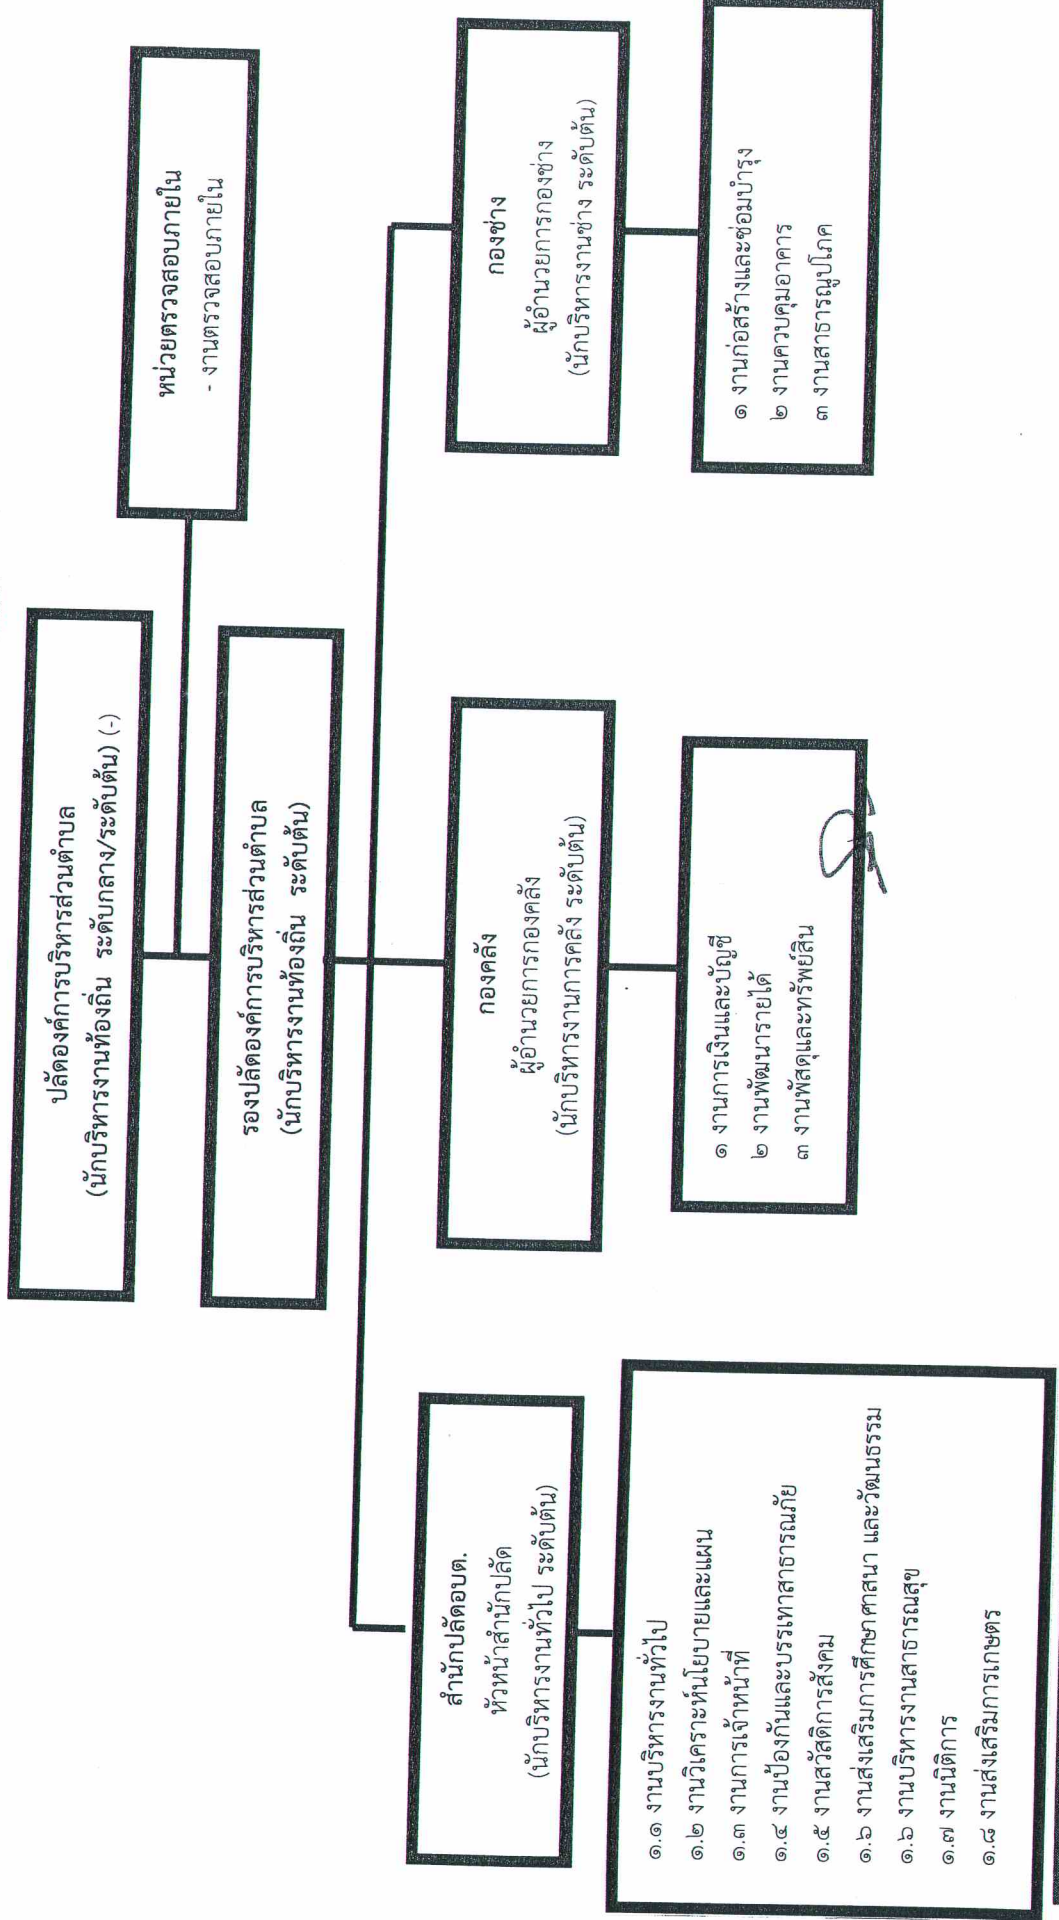 ปลัดองค์การบริหารส่วนตำบล
(นักบริหารงานท้องถิ่น ระดับกลาง/ระดับต้น) (-)
หน่วยตรวจสอบภายใน
- งานตรวจสอบภายใน
รองปลัดองค์การบริหารส่วนตำบล
(นักบริหารงานท้องถิ่น ระดับต้น)
สำนักปลัดอบต.
หัวหน้าสำนักปลัด
(นักบริหารงานทั่วไป ระดับต้น)
กองคลัง
ผู้อำนวยการกองคลัง
(นักบริหารงานการคลัง ระดับต้น)
กองช่าง
ผู้อำนวยการกองช่าง
(นักบริหารงานช่าง ระดับต้น)
๑.๑ งานบริหารงานทั่วไป
๑.๒ งานวิเคราะห์นโยบายและแผน
๑.๓ งานการเจ้าหน้าที่
๑.๔ งานป้องกันและบรรเทาสาธารณภัย
๑.๕ งานสวัสดิการสังคม
๑.๖ งานส่งเสริมการศึกษาศาสนา และวัฒนธรรม
๑.๖ งานบริหารงานสาธารณสุข
๑.๗ งานนิติการ
๑.๘ งานส่งเสริมการเกษตร
๑ งานการเงินและบัญชี
๒ งานพัฒนารายได้
๓ งานพัสดุและทรัพย์สิน
๑ งานก่อสร้างและซ่อมบำรุง
๒ งานควบคุมอาคาร
๓ งานสาธารณูปโภค